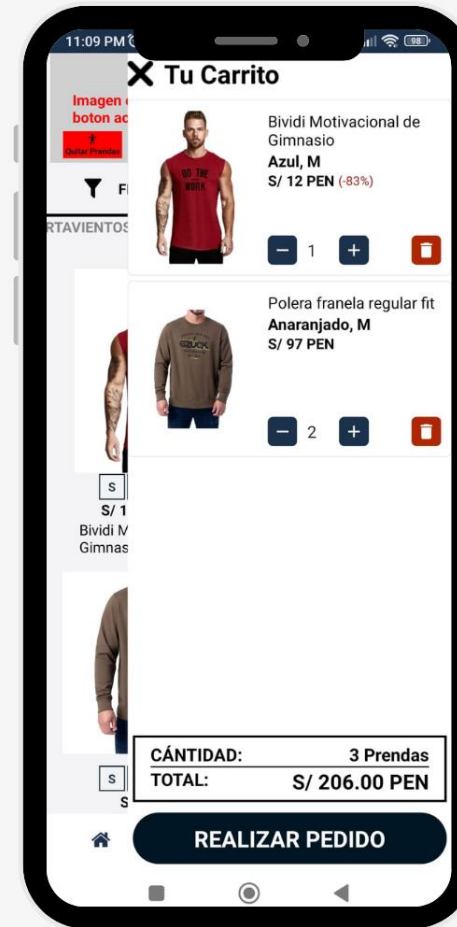 11:09 PM
98
Tu Carrito
Imagen
boton
Quitar Prendas
Bividi Motivacional de
Gimnasio
Azul, M
S/ 12 PEN (-83%)
DO THE
WORK
1
Polera franela regular fit
Anaranjado, M
S/ 97 PEN
2
S
S/ 1
Bividi M
Gimnas
CÁNTIDAD: 3 Prendas
TOTAL: S/ 206.00 PEN
S
S
REALIZAR PEDIDO